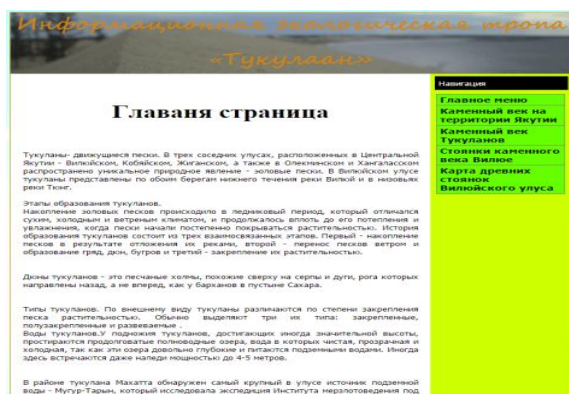 Информационная экологическая тропа
«Тукулаан»
Главаня страница
Тукуланы- движущиеся пески. В трех соседних улусах, расположенных в Центральной
Якутии - Вилюйском, Кобяйском, Жиганском, а также в Олекминском и Хангаласском
распространено уникальное природное явление - эоловые пески. В Вилюйском улусе
тукуланы представлены по обоим берегам нижнего течения реки Вилюй и в низовьях
реки Тюнг.
Этапы образования тукуланов.
Накопление эоловых песков происходило в ледниковый период, который отличался
сухим, холодным и ветреным климатом, и продолжалось вплоть до его потепления и
увлажнения, когда пески начали постепенно покрываться растительностью. История
образования тукуланов состоит из трех взаимосвязанных этапов. Первый - накопление
песков в результате отложения их реками, второй - перенос песков ветром и
образование гряд, дюн, бугров и третий - закрепление их растительностью.
Дюны тукуланов - это песчаные холмы, похожие сверху на серпы и дуги, рога которых
направлены назад, а не вперед, как у барханов в пустыне Сахара.
Типы тукуланов. По внешнему виду тукуланы различаются по степени закрепления
песка растительностью. Обычно выделяют три их типа: закрепленные,
полузакрепленные и развеваемые .
Воды тукуланов.У подножия тукуланов, достигающих иногда значительной высоты,
простираются продолговатые полноводные озера, вода в которых чистая, прозрачная и
холодная, так как эти озера довольно глубокие и питаются подземными водами. Иногда
здесь встречаются даже наледи мощностью до 4-5 метров.
В районе тукулана Махатта обнаружен самый крупный в улусе источник подземной
воды - Мугур-Тарын, который исследовала экспедиция Института мерзлотоведения под
Навигация
Главное меню
Каменный век на
территории Якутии
Каменный век
Тукуланов
Стоянки каменного
века Вилюе
Карта древних
стоянок
Вилюйского улуса